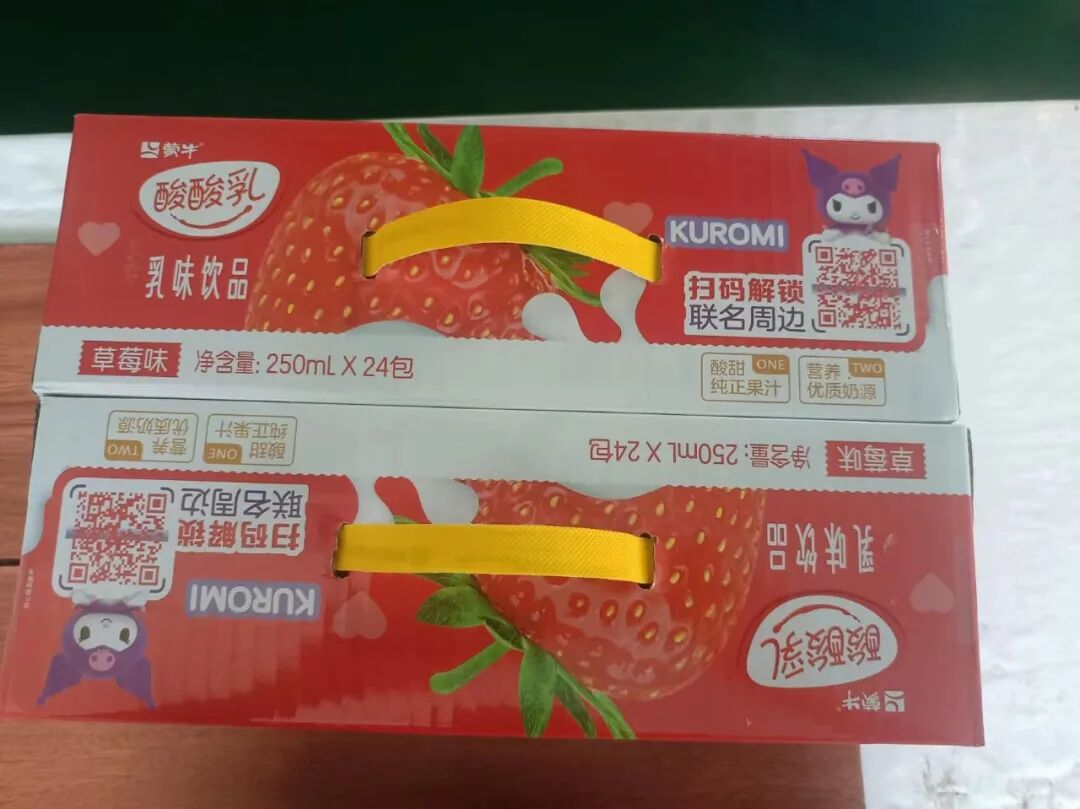 蒙牛
酸酸乳
乳味饮品
KUROMI
扫码解锁
联名周边
草莓味
净含量: 250mL X 24包
酸甜 ONE
纯正果汁
营养 TWO
优质奶源
草莓味
净含量: 250mL X 24包
酸甜 ONE
纯正果汁
营养 TWO
优质奶源
扫码解锁
联名周边
KUROMI
乳味饮品
酸酸乳
蒙牛